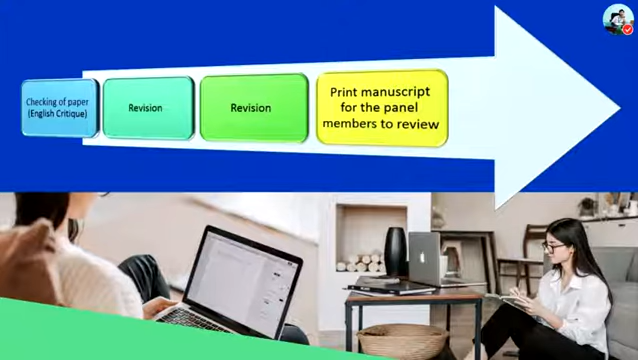 Checking of paper
(English Critique)
Revision
Revision
Print manuscript
for the panel
members to review